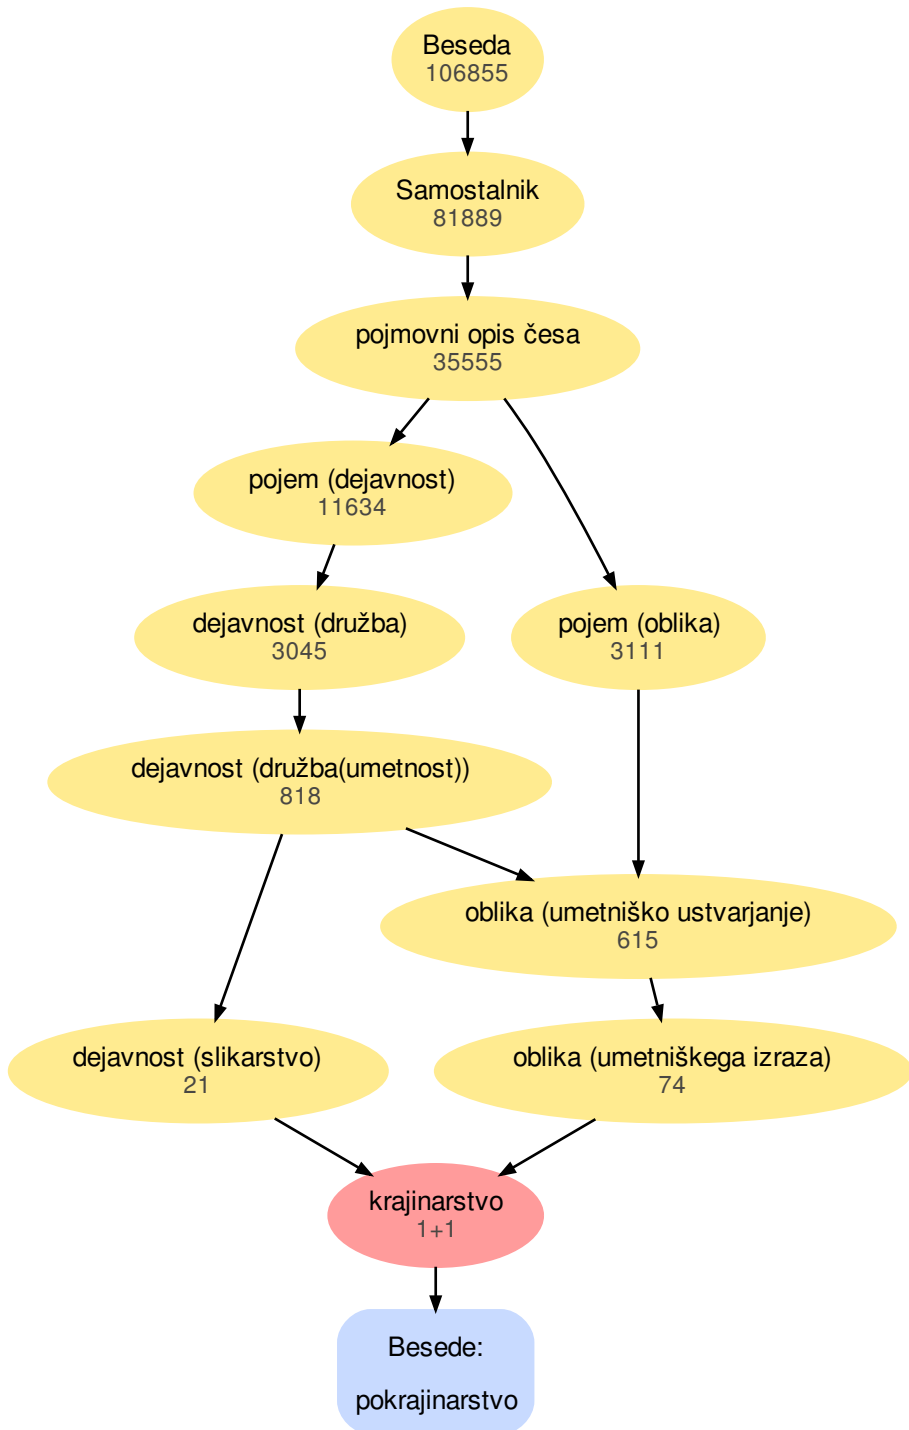 Beseda
106855
Samostalnik
81889
pojmovni opis česa
35555
pojem (dejavnost)
11634
dejavnost (družba)
3045
pojem (oblika)
3111
dejavnost (družba(umetnost))
818
oblika (umetniško ustvarjanje)
615
dejavnost (slikarstvo)
21
oblika (umetniškega izraza)
74
krajinarstvo
1+1
Besede:
pokrajinarstvo